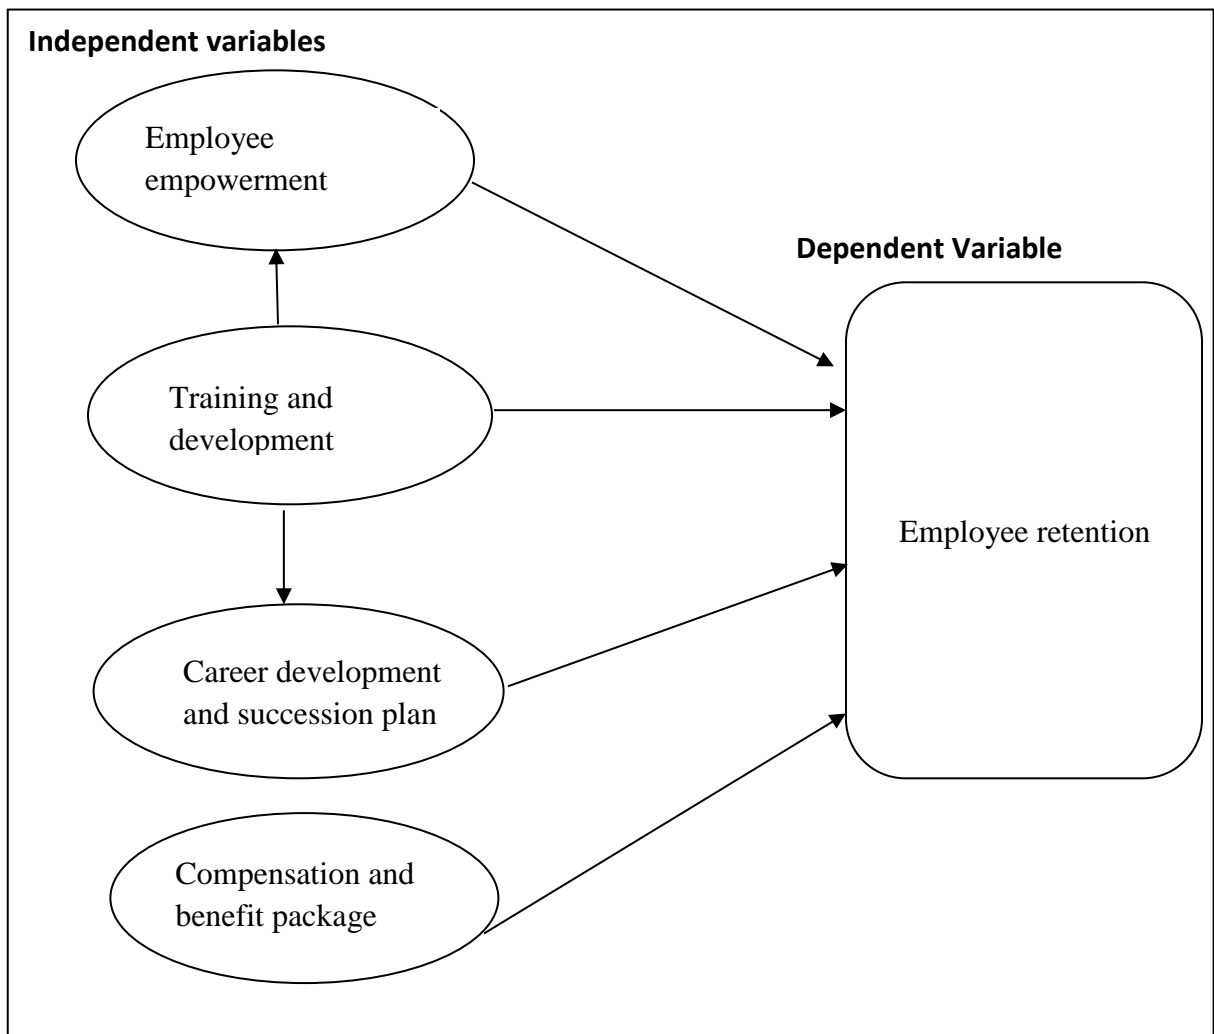 Independent variables
Employee
empowerment
Dependent Variable
Training and
development
Employee retention
Career development
and succession plan
Compensation and
benefit package